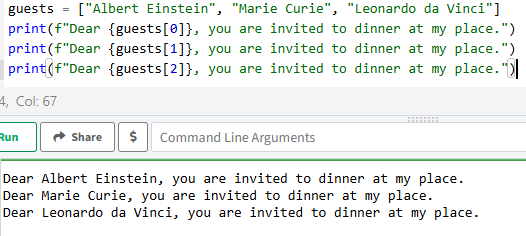 guests = ["Albert Einstein", "Marie Curie", "Leonardo da Vinci"]
print(f"Dear {guests[0]}, you are invited to dinner at my place.")
print(f"Dear {guests[1]}, you are invited to dinner at my place.")
print(f"Dear {guests[2]}, you are invited to dinner at my place.")
4, Col: 67
Run Share $ Command Line Arguments
Dear Albert Einstein, you are invited to dinner at my place.
Dear Marie Curie, you are invited to dinner at my place.
Dear Leonardo da Vinci, you are invited to dinner at my place.